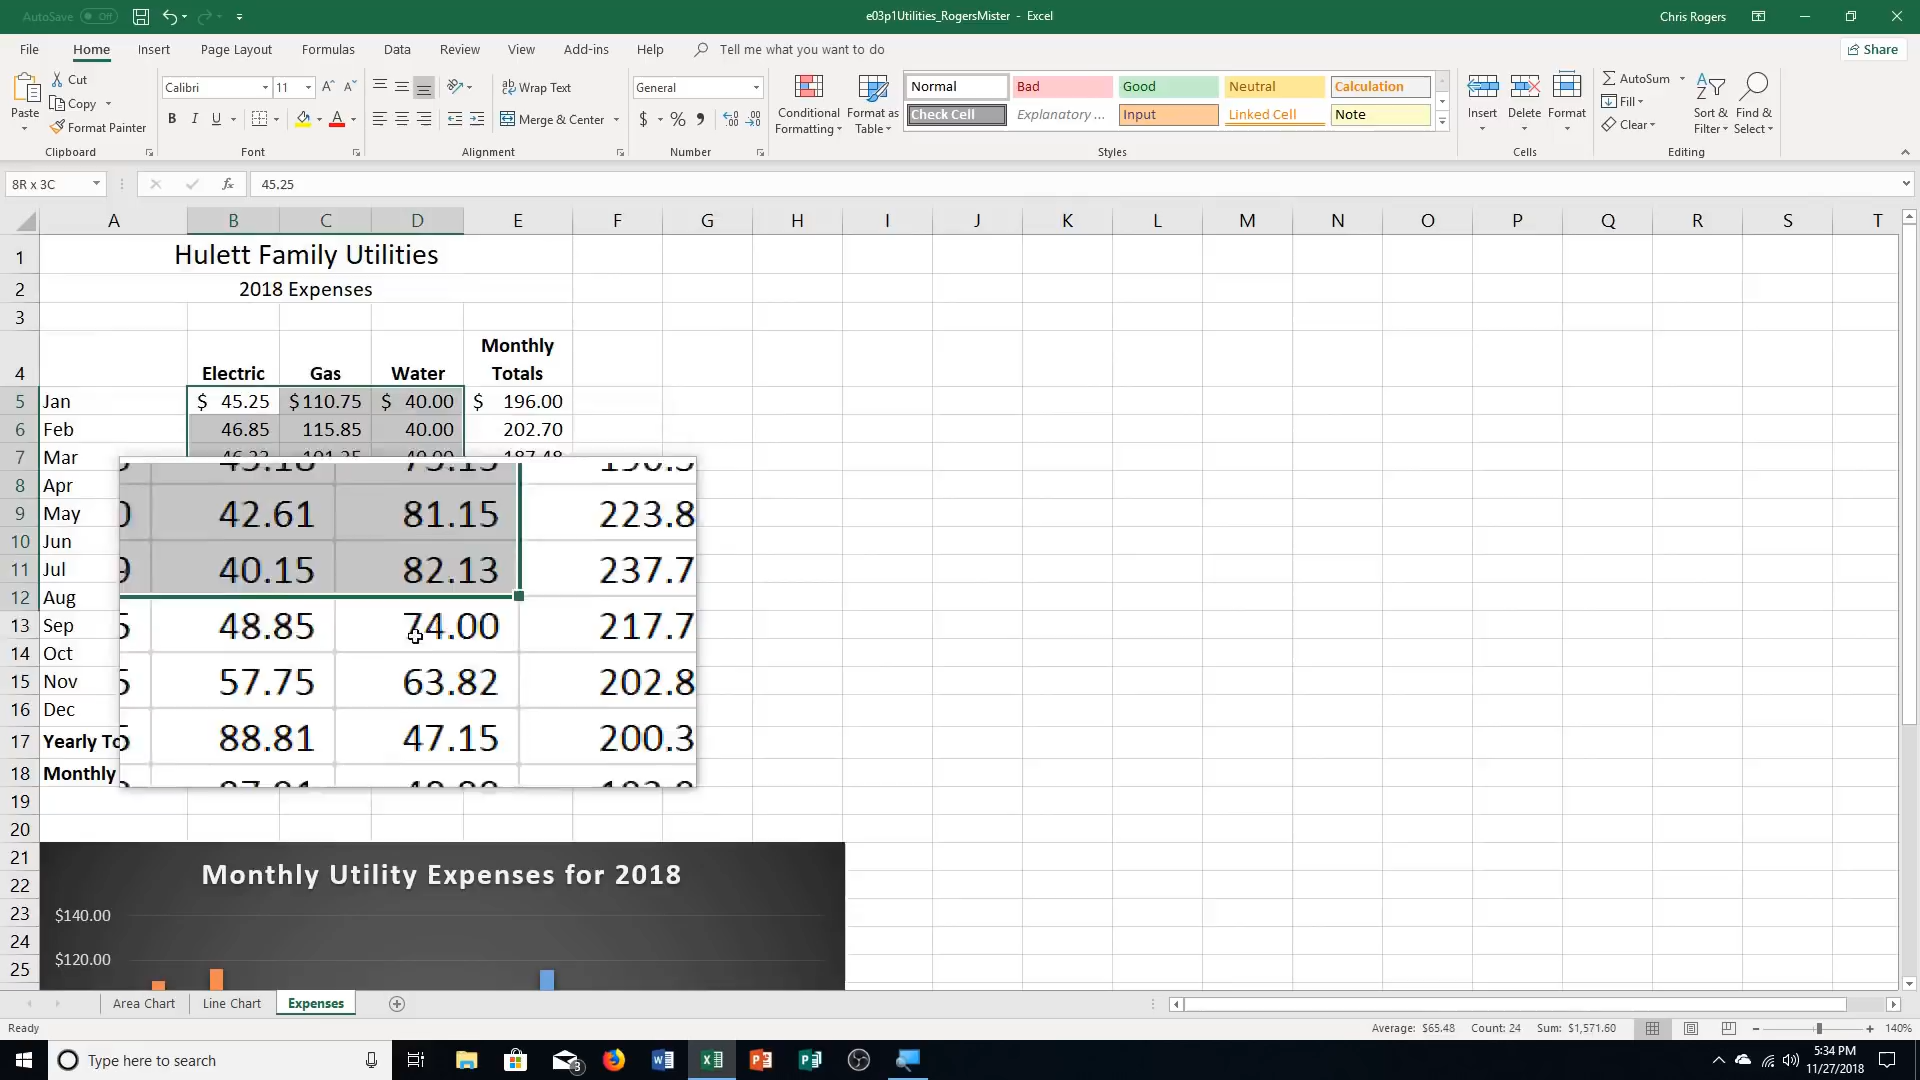 AutoSave Off
e03p1Utilities_RogersMister - Excel
Chris Rogers
File Home Insert Draw Page Layout Formulas Data Review View Add-ins Help Tell me what you want to do Share
Cut
Copy
Format Painter
Paste
Clipboard
Calibri 11
B I U
Font
Wrap Text
Merge & Center
Alignment
General
$ % ,
Number
Conditional Formatting
Format as Table
Normal Bad Good Neutral Calculation
Check Cell Explanatory ... Input Linked Cell Note
Styles
Insert Delete Format
Cells
AutoSum
Fill
Clear
Sort & Filter
Find & Select
Editing
8R x 3C
fx
45.25
A B C D E F G H I J K L M N O P Q R S T
1 Hulett Family Utilities
2 2018 Expenses
3
4 Electric Gas Water Monthly Totals
5 Jan $ 45.25 $110.75 $ 40.00 $ 196.00
6 Feb 46.85 115.85 40.00 202.70
7 Mar
8 Apr
9 May
10 Jun
11 Jul
12 Aug
13 Sep
14 Oct
15 Nov
16 Dec
17 Yearly To
18 Monthly
19
20
21
22
23
24
25
42.61 81.15 223.8
40.15 82.13 237.7
48.85 74.00 217.7
57.75 63.82 202.8
88.81 47.15 200.3
Monthly Utility Expenses for 2018
$140.00
$120.00
Area Chart Line Chart Expenses
Ready
Average: $65.48 Count: 24 Sum: $1,571.60
140%
Type here to search
3
5:34 PM
11/27/2018